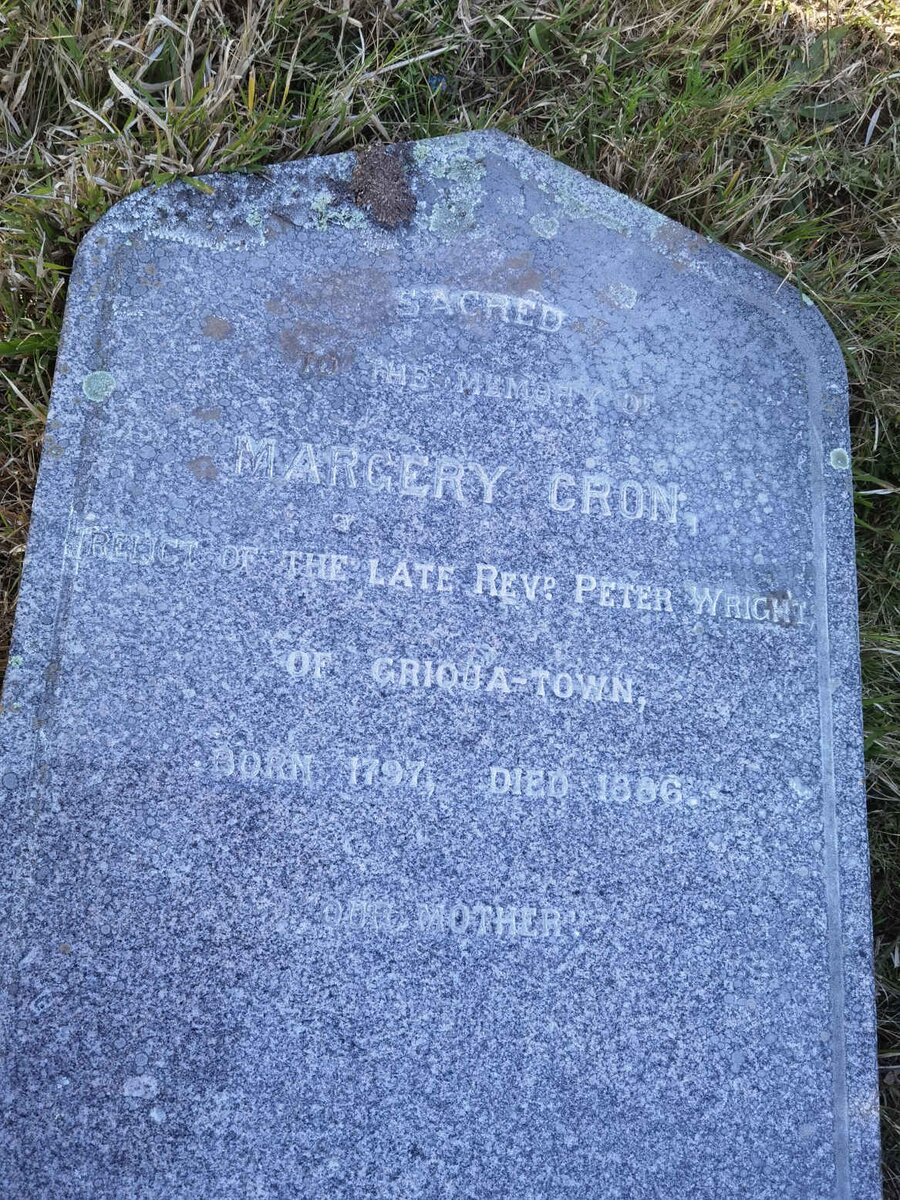 SACRED
TO THE MEMORY OF
MARGERY CRON,
RELICT OF THE LATE REVD. PETER WRIGHT
OF GRIQUA-TOWN,
BORN 1797, DIED 1886.
"OUR MOTHER".